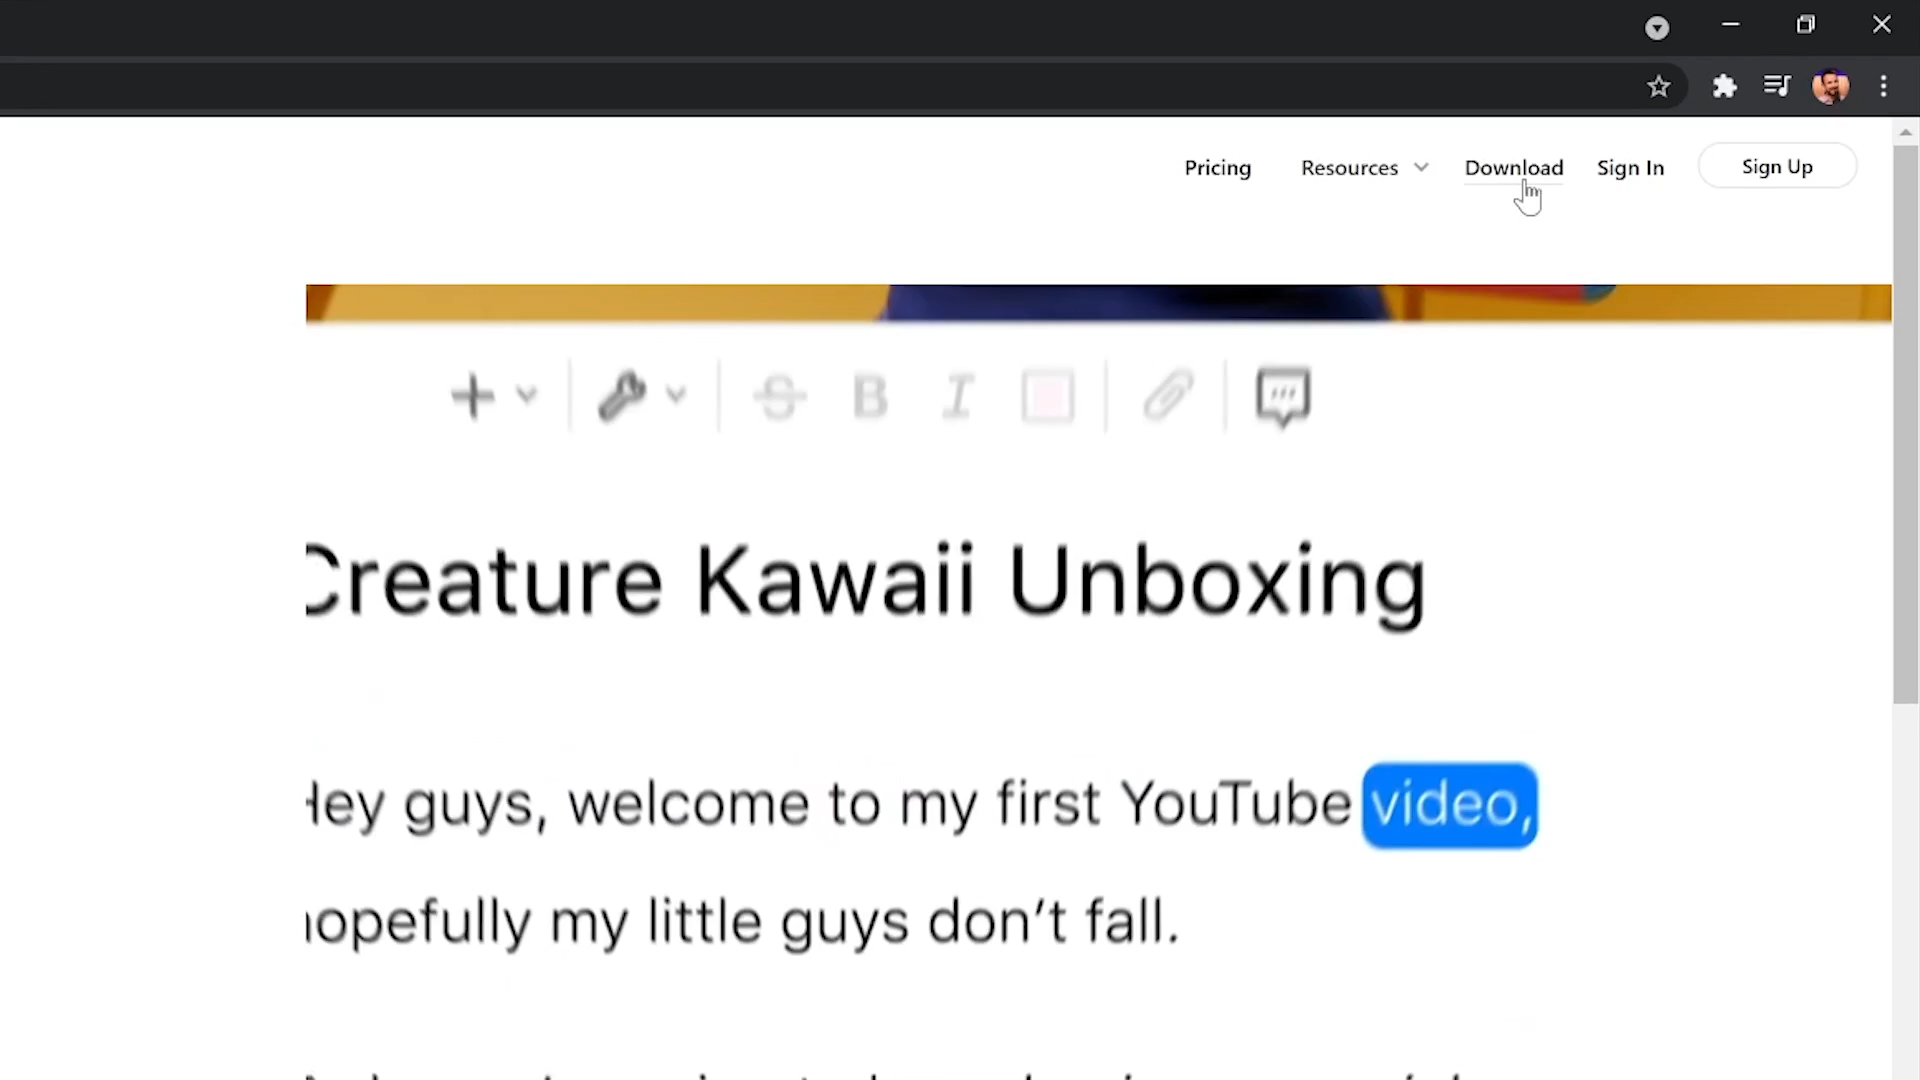 Pricing Resources Download Sign In Sign Up
B I
Creature Kawaii Unboxing
Hey guys, welcome to my first YouTube video,
hopefully my little guys don't fall.